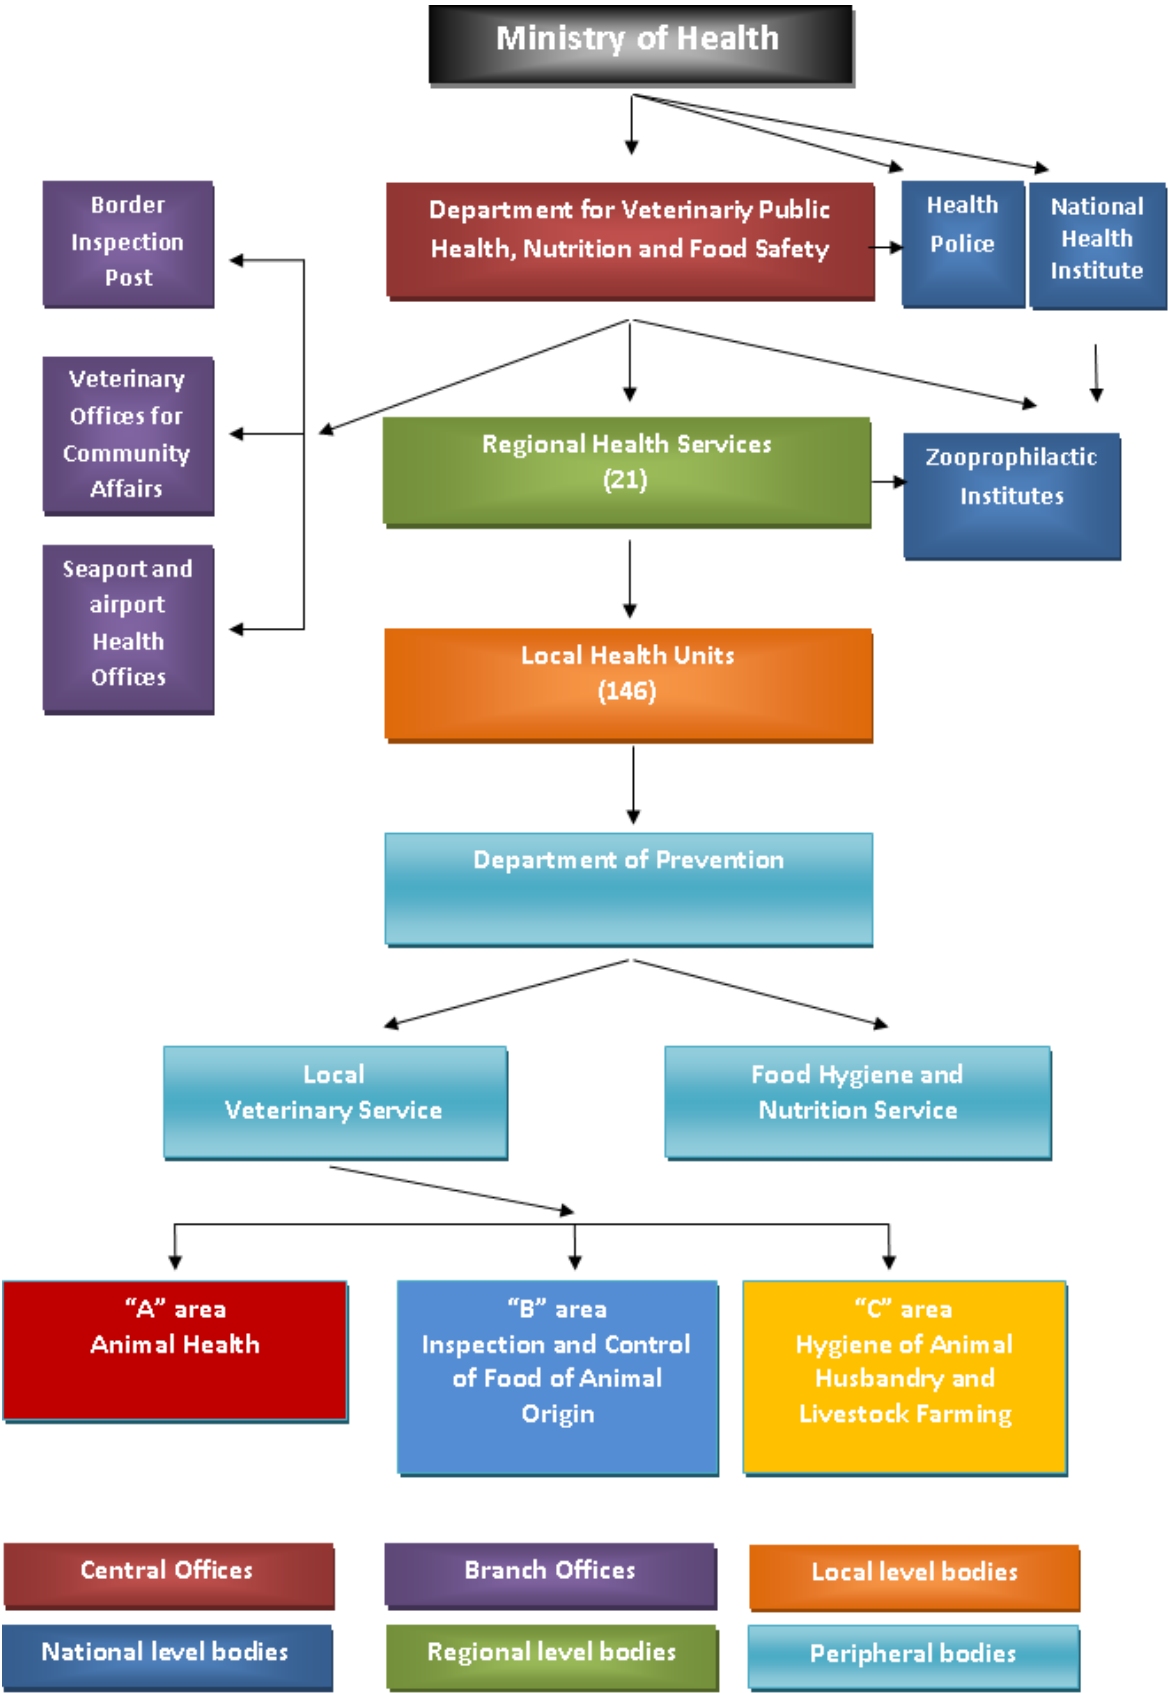 Ministry of Health
Border
Inspection
Post
Department for Veterinariy Public
Health, Nutrition and Food Safety
Health
Police
National
Health
Institute
Veterinary
Offices for
Community
Affairs
Regional Health Services
(21)
Zooprophilactic
Institutes
Seaport and
airport
Health
Offices
Local Health Units
(146)
Department of Prevention
Local
Veterinary Service
Food Hygiene and
Nutrition Service
“A” area
Animal Health
“B” area
Inspection and Control
of Food of Animal
Origin
“C” area
Hygiene of Animal
Husbandry and
Livestock Farming
Central Offices
Branch Offices
Local level bodies
National level bodies
Regional level bodies
Peripheral bodies